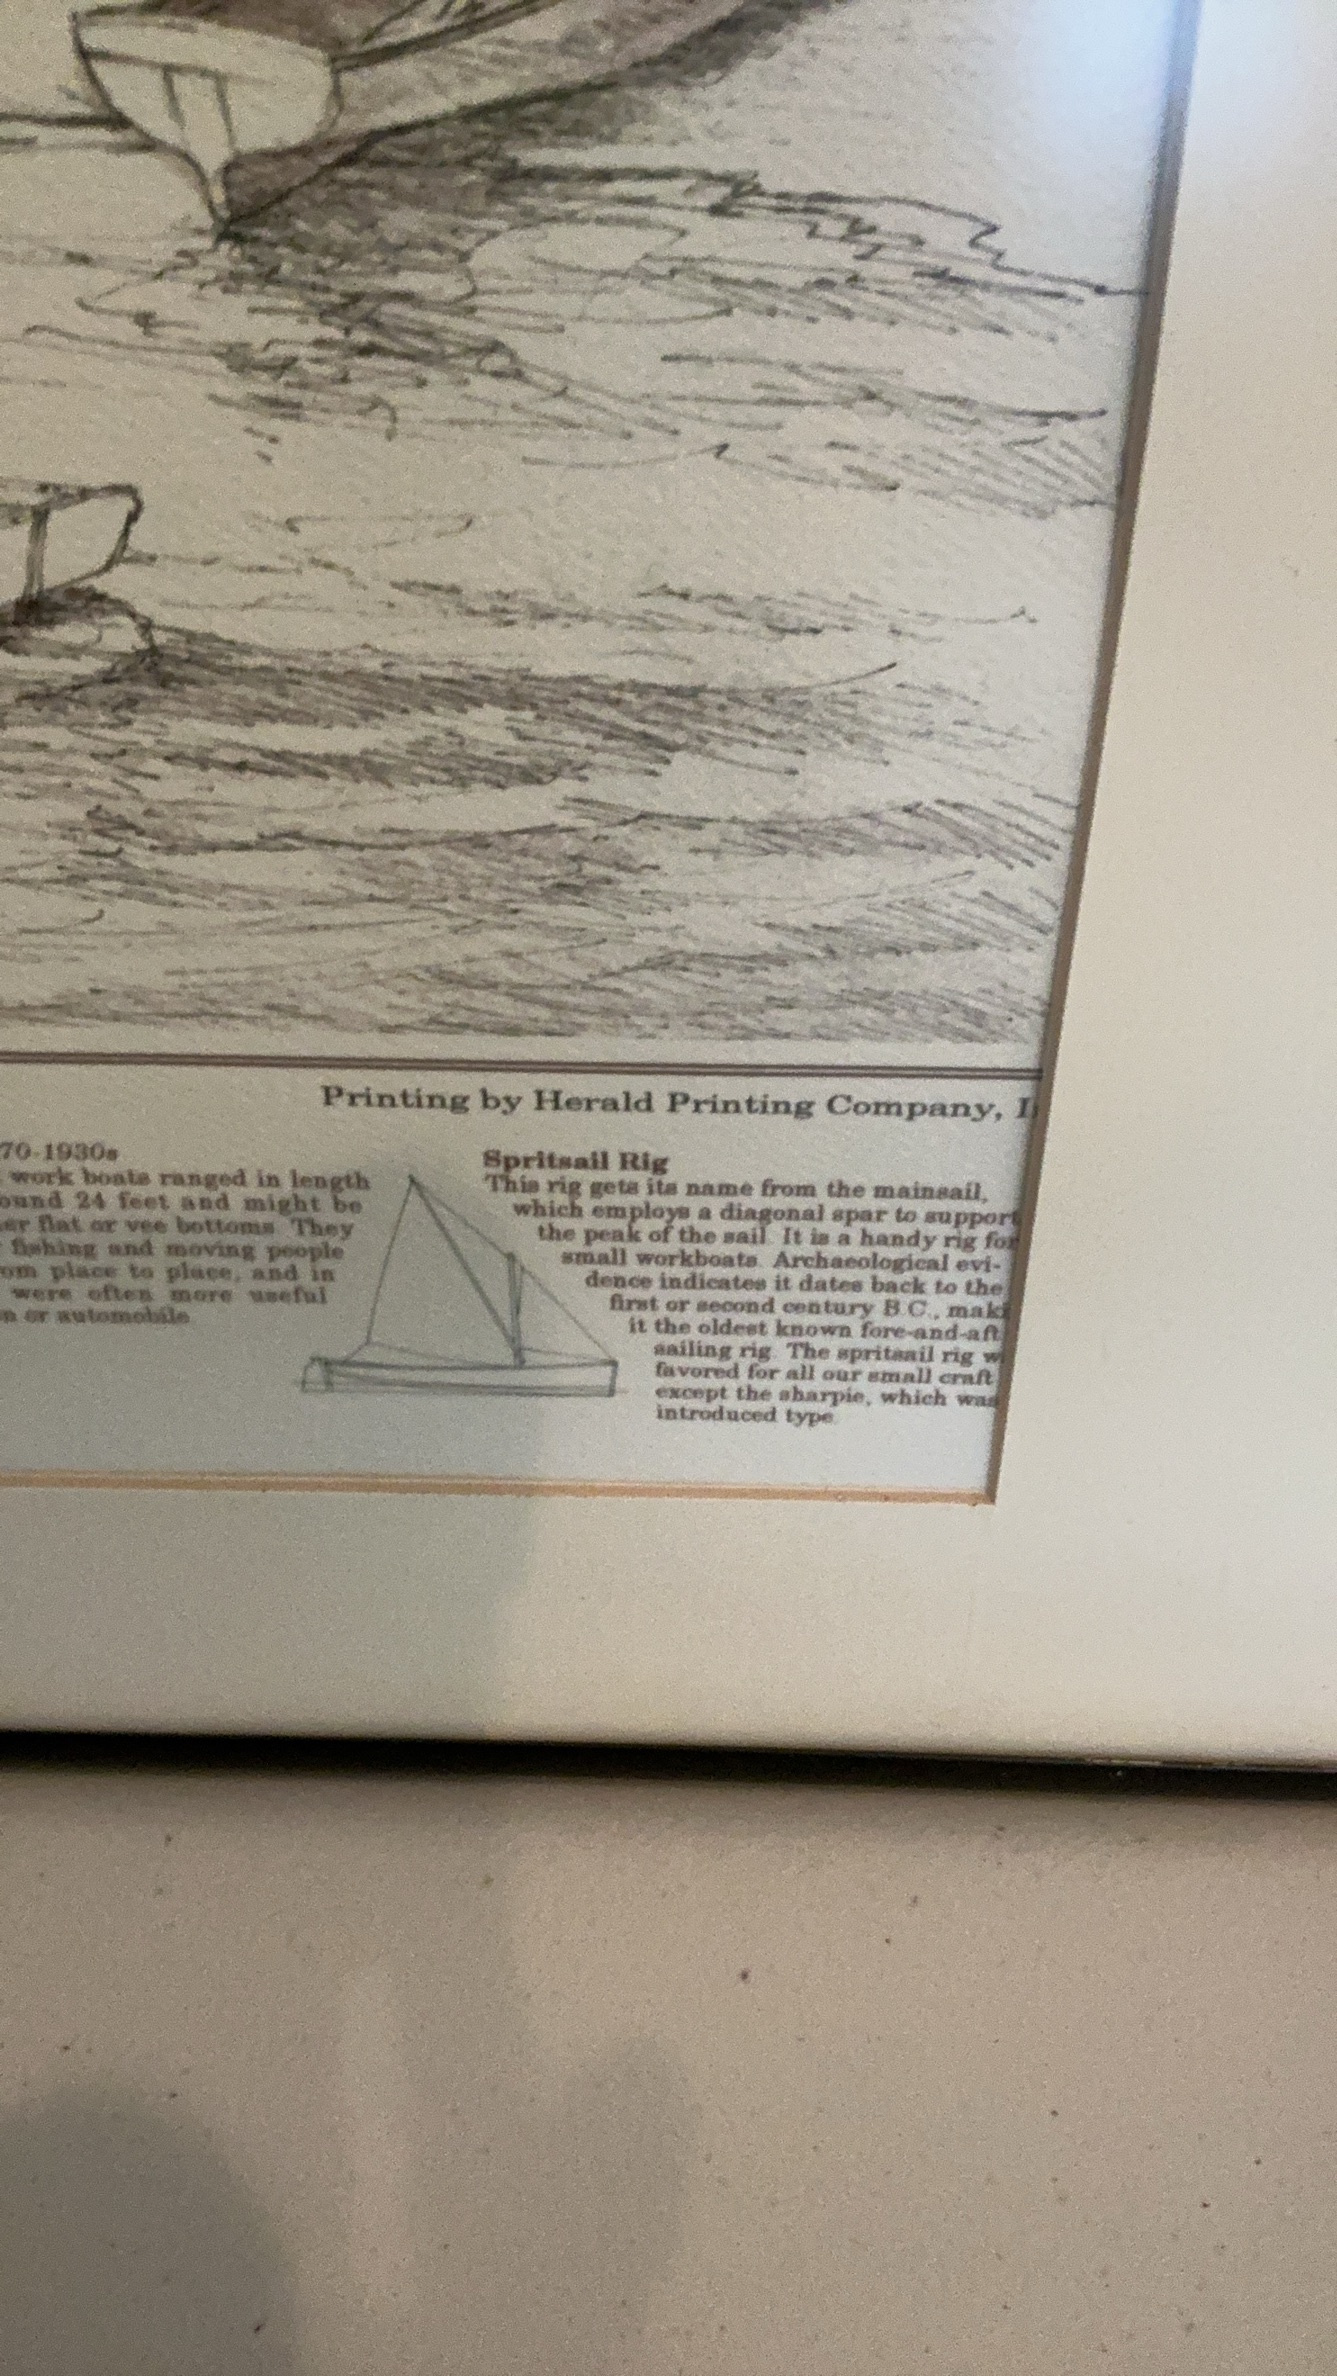 Printing by Herald Printing Company, I
70-1930s
work boats ranged in length
ound 24 feet and might be
er flat or vee bottoms. They
fishing and moving people
om place to place, and in
were often more useful
n or automobile.
Spritsail Rig
This rig gets its name from the mainsail,
which employs a diagonal spar to support
the peak of the sail. It is a handy rig for
small workboats. Archaeological evi-
dence indicates it dates back to the
first or second century B.C., maki
it the oldest known fore-and-aft
sailing rig. The spritsail rig w
favored for all our small craft
except the sharpie, which was
introduced type.